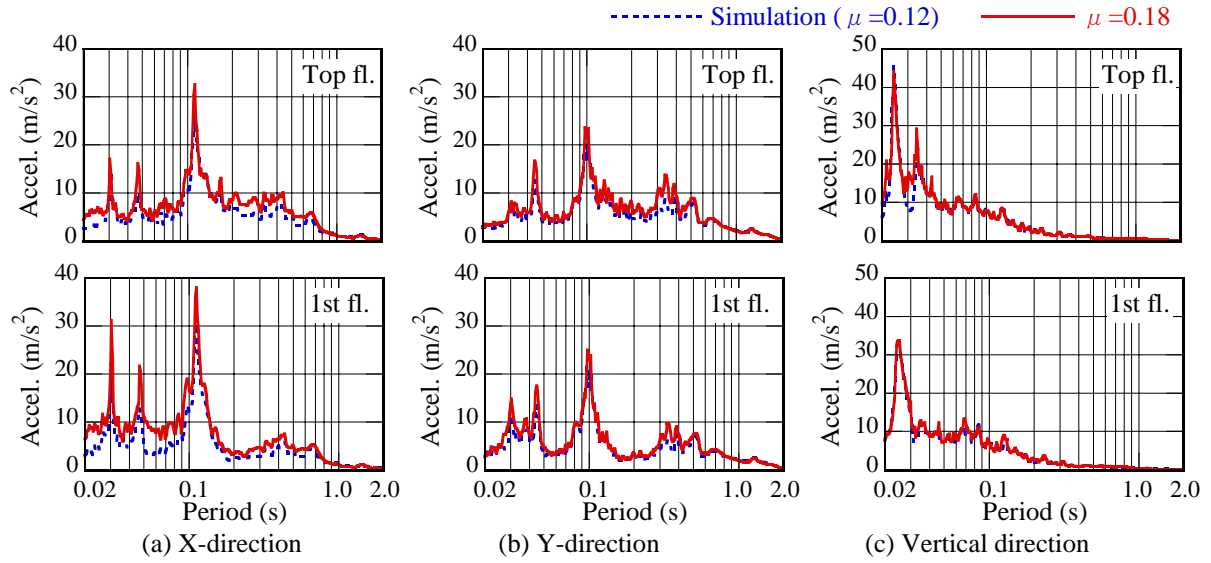 Simulation ( μ =0.12) μ =0.18
40 30 20 10 0 Accel. (m/s²) Top fl.
40 30 20 10 0 Accel. (m/s²) Top fl.
50 40 30 20 10 0 Accel. (m/s²) Top fl.
40 30 20 10 0 Accel. (m/s²) 1st fl.
40 30 20 10 0 Accel. (m/s²) 1st fl.
50 40 30 20 10 0 Accel. (m/s²) 1st fl.
0.02 0.1 1.0 2.0 0.02 0.1 1.0 2.0 0.02 0.1 1.0 2.0
Period (s) Period (s) Period (s)
(a) X-direction (b) Y-direction (c) Vertical direction